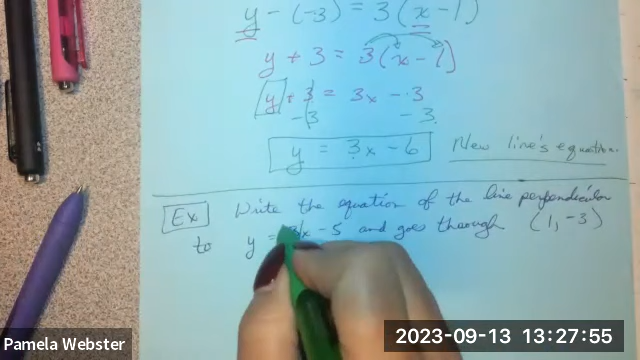 y - (-3) = 3(x - 1)
y + 3 = 3(x - 1)
y + 3 = 3x - 3
- 3 - 3
y = 3x - 6 New line's equation.
Ex Write the equation of the line perpendicular
to y = 3x - 5 and goes through (1, -3)
Pamela Webster
2023-09-13 13:27:55